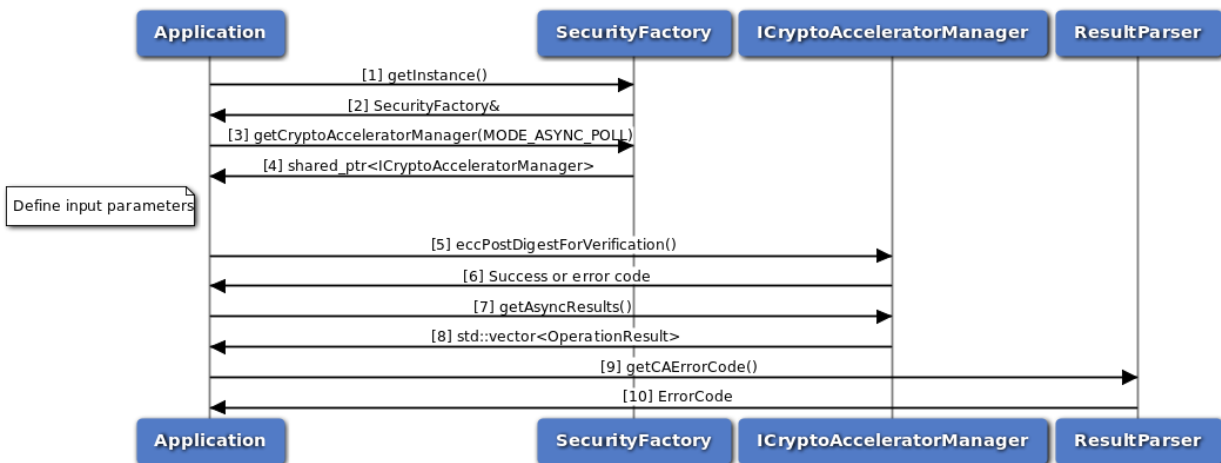 Application SecurityFactory ICryptoAcceleratorManager ResultParser
[1] getInstance()
[2] SecurityFactory&
[3] getCryptoAcceleratorManager(MODE_ASYNC_POLL)
[4] shared_ptr<ICryptoAcceleratorManager>
Define input parameters
[5] eccPostDigestForVerification()
[6] Success or error code
[7] getAsyncResults()
[8] std::vector<OperationResult>
[9] getCAErrorCode()
[10] ErrorCode
Application SecurityFactory ICryptoAcceleratorManager ResultParser